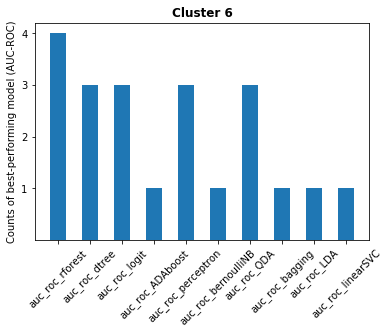 Cluster 6
Counts of best-performing model (AUC-ROC)
4
3
2
1
auc_roc_rforest
auc_roc_dtree
auc_roc_logit
auc_roc_ADAboost
auc_roc_perceptron
auc_roc_bernoulliNB
auc_roc_QDA
auc_roc_bagging
auc_roc_LDA
auc_roc_linearSVC